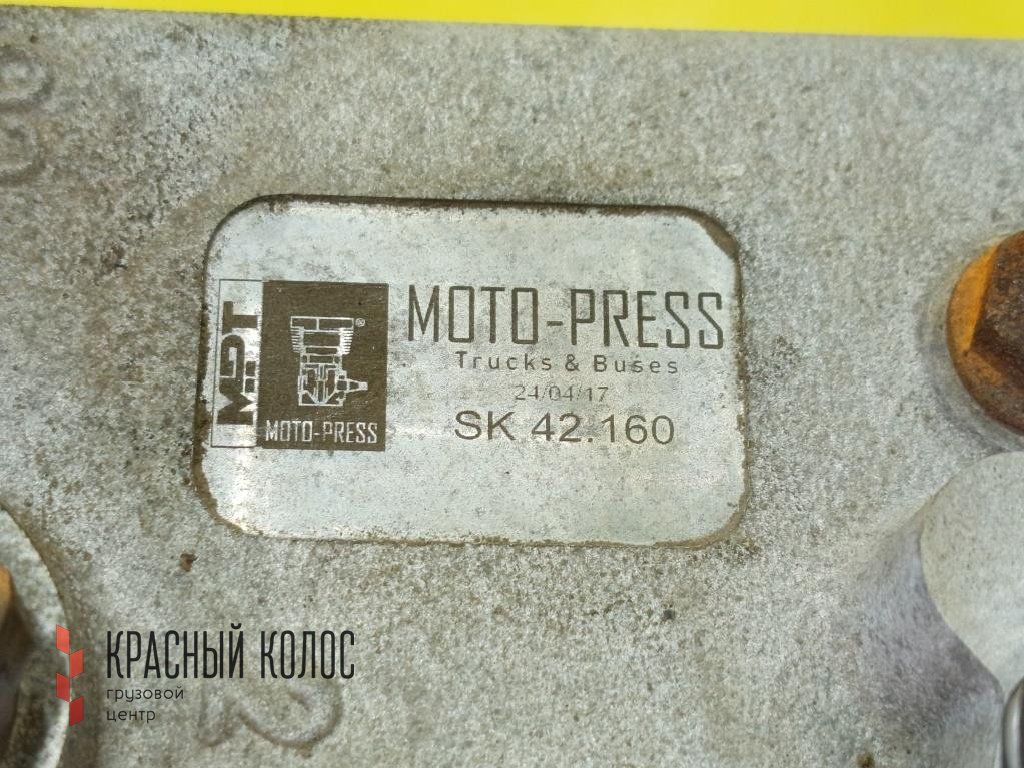 MPT
MOTO-PRESS
®
MOTO-PRESS
Trucks & Buses
24/04/17
SK 42.160
КРАСНЫЙ КОЛОС
грузовой
центр